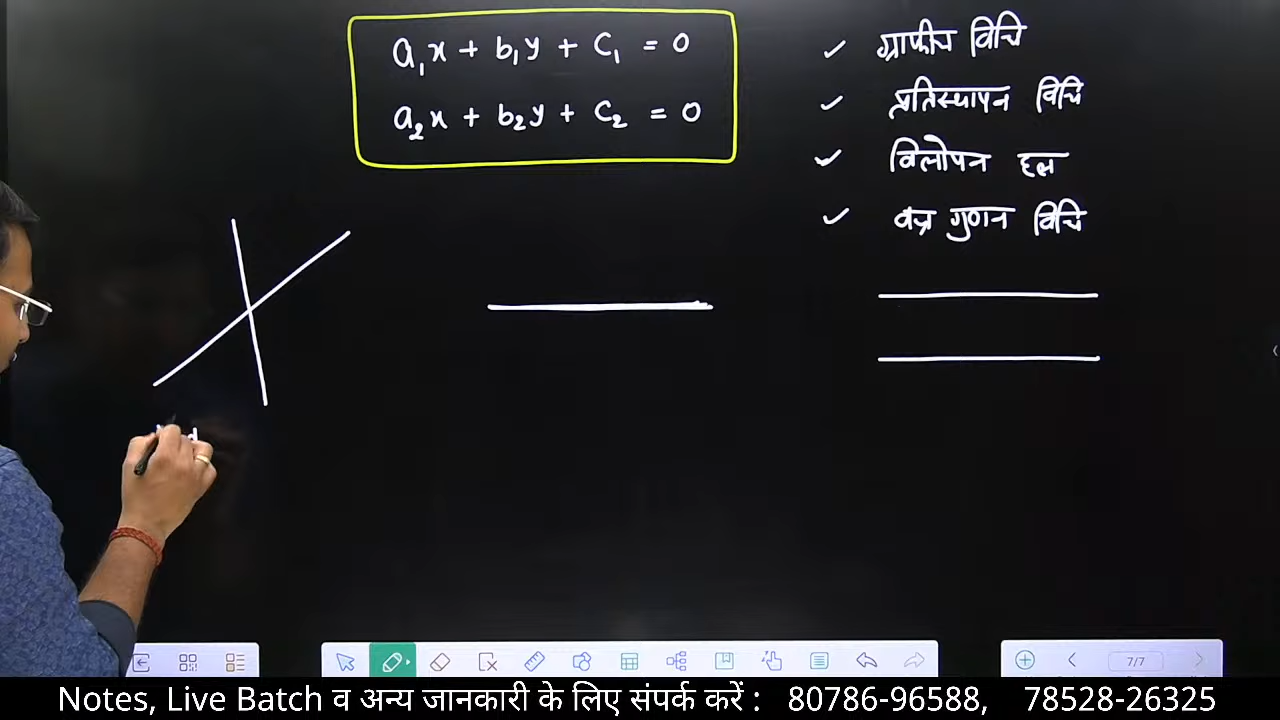 a₁x + b₁y + c₁ = 0
a₂x + b₂y + c₂ = 0
ग्राफीय विधि
प्रतिस्थापन विधि
विलोपन हल
वज्र गुणन विधि
7/7
Notes, Live Batch व अन्य जानकारी के लिए संपर्क करें : 80786-96588, 78528-26325